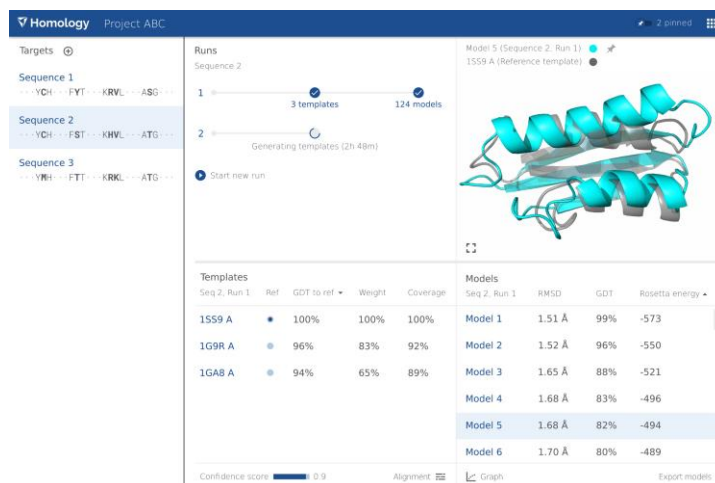 Homology Project ABC 2 pinned
Targets
Sequence 1
···YCH···FYT···KRVL···ASG···
Sequence 2
···YCH···FST···KHVL···ATG···
Sequence 3
···YMH···FTT···KRKL···ATG···
Runs
Sequence 2
1
3 templates 124 models
2
Generating templates (2h 48m)
Start new run
Model 5 (Sequence 2, Run 1)
1SS9 A (Reference template)
Templates
Seq 2, Run 1 Ref GDT to ref Weight Coverage
1SS9 A 100% 100% 100%
1G9R A 96% 83% 92%
1GA8 A 94% 65% 89%
Confidence score 0.9 Alignment
Models
Seq 2, Run 1 RMSD GDT Rosetta energy
Model 1 1.51 Å 99% -573
Model 2 1.52 Å 96% -550
Model 3 1.65 Å 88% -521
Model 4 1.68 Å 83% -496
Model 5 1.68 Å 82% -494
Model 6 1.70 Å 80% -489
Graph Export models